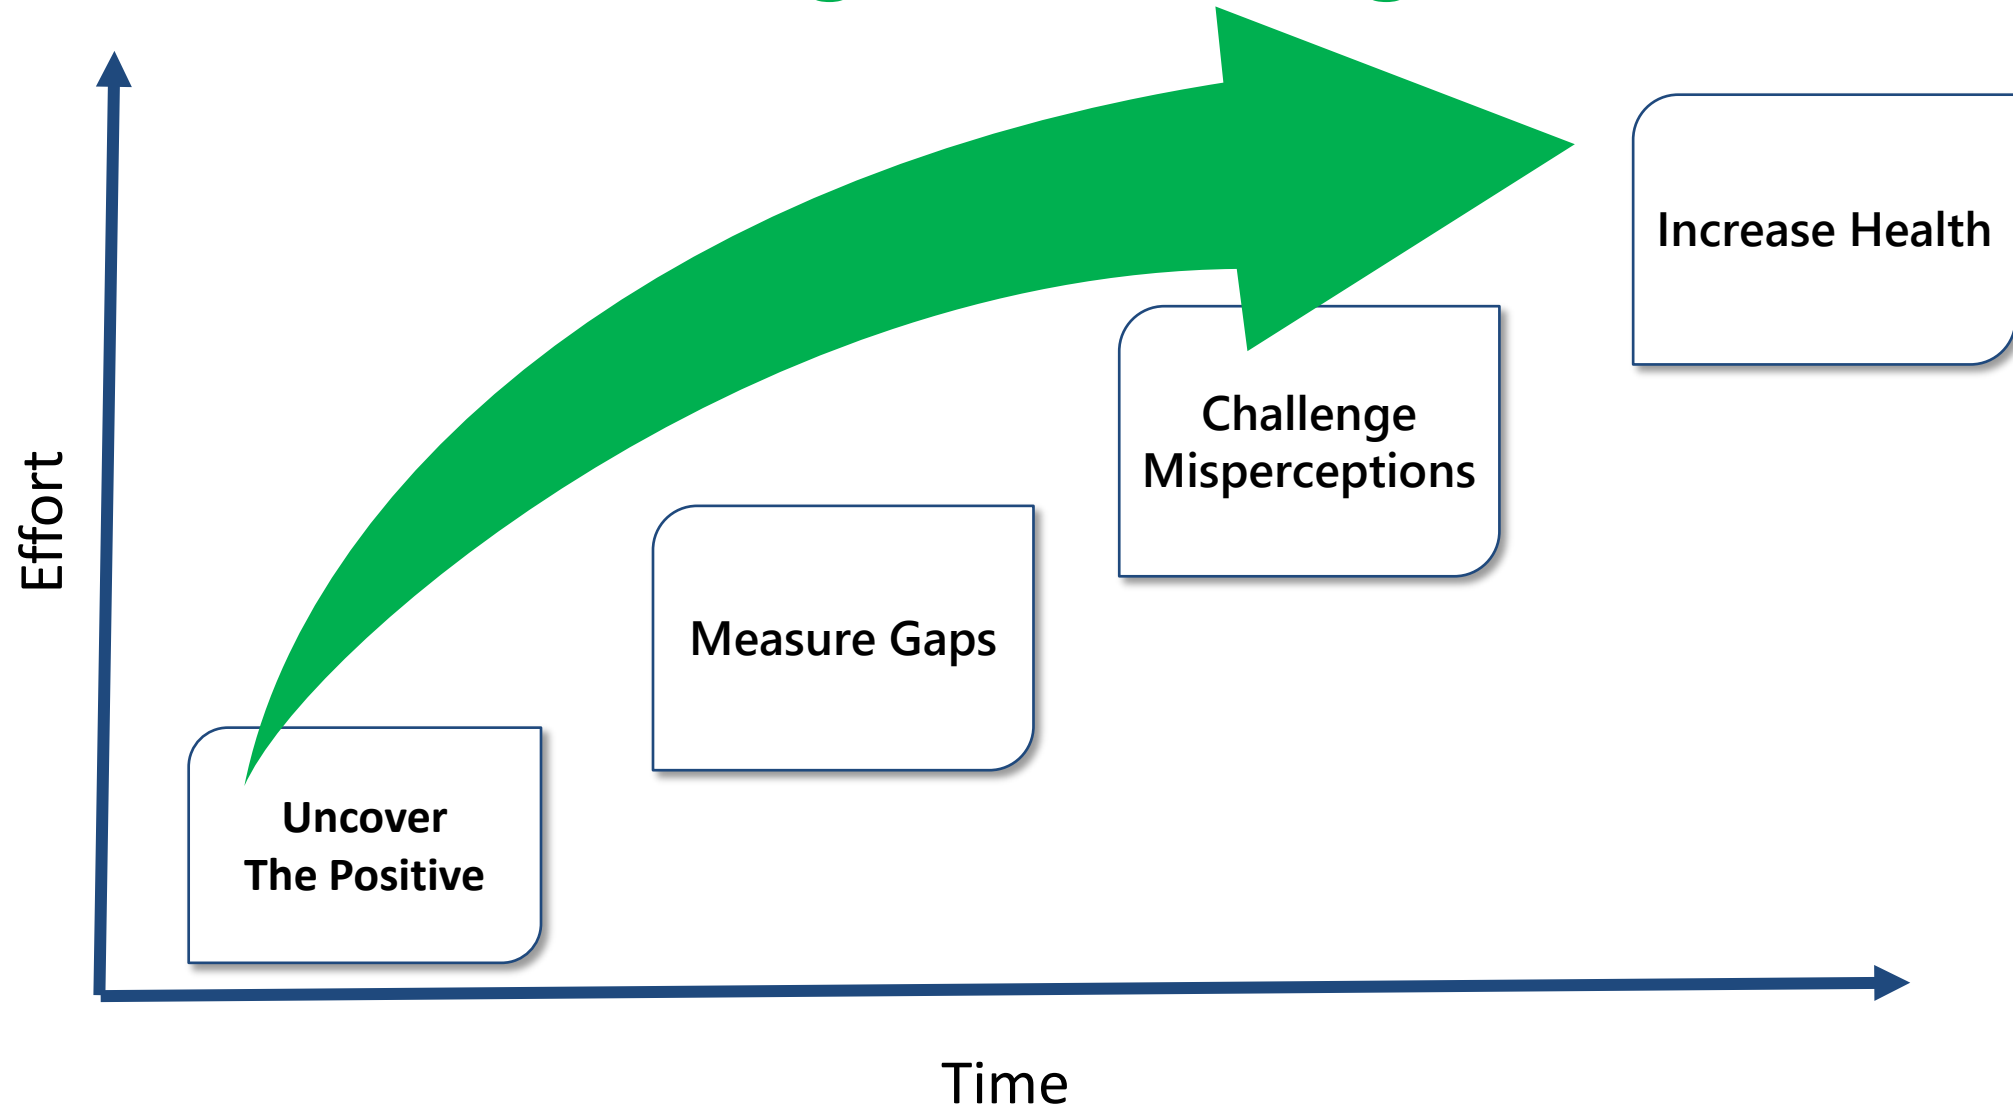 Increase Health
Challenge
Misperceptions
Effort
Measure Gaps
Uncover
The Positive
Time